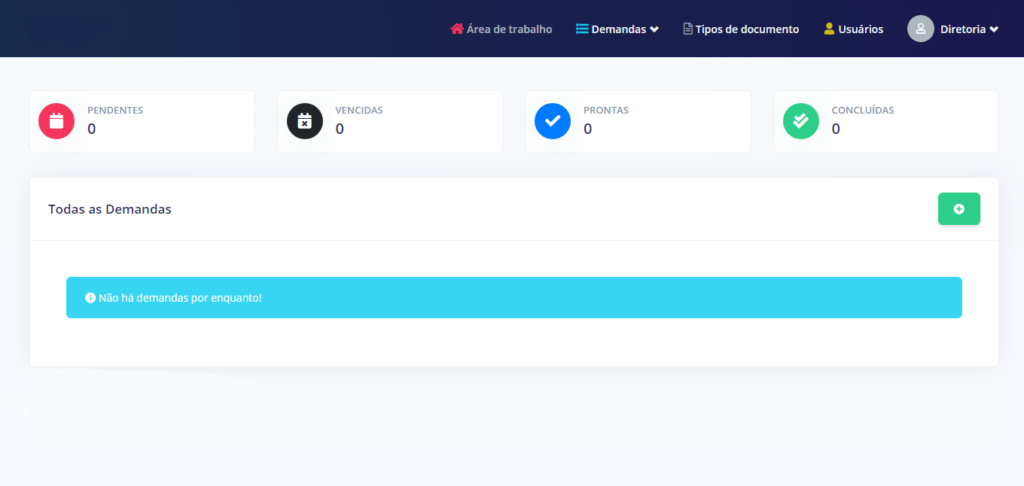 Área de trabalho Demandas Tipos de documento Usuários Diretoria
PENDENTES
0
VENCIDAS
0
PRONTAS
0
CONCLUÍDAS
0
Todas as Demandas
Não há demandas por enquanto!